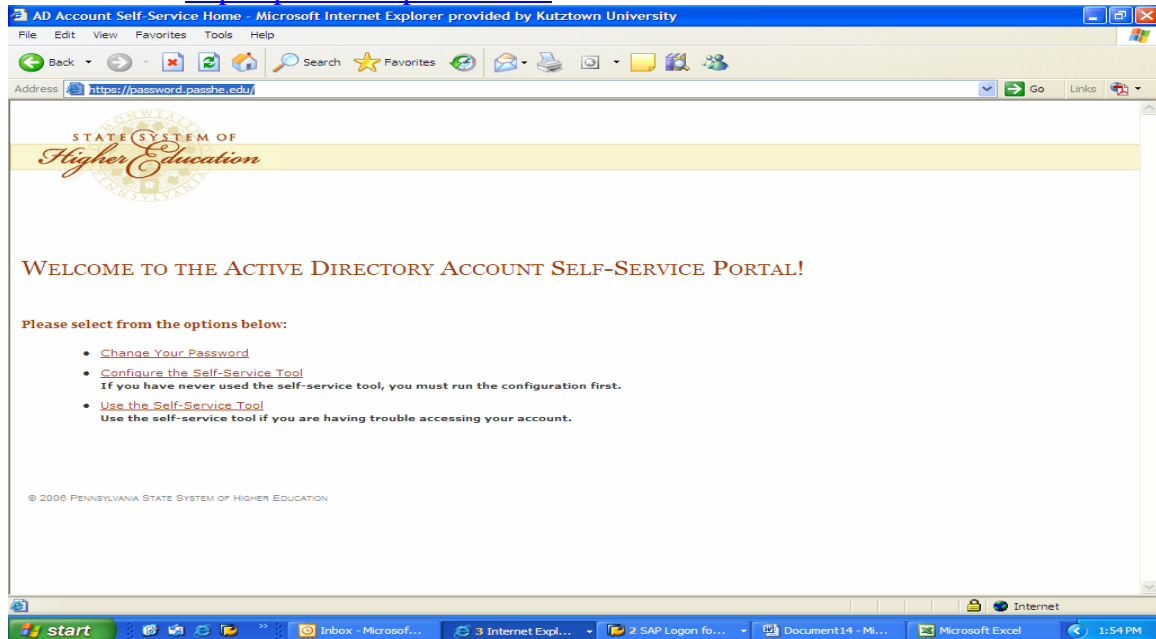 AD Account Self-Service Home - Microsoft Internet Explorer provided by Kutztown University
File Edit View Favorites Tools Help
Back Search Favorites
Address https://password.passhe.edu/ Go Links
STATE SYSTEM OF
Higher Education
WELCOME TO THE ACTIVE DIRECTORY ACCOUNT SELF-SERVICE PORTAL!
Please select from the options below:
• Change Your Password
• Configure the Self-Service Tool
If you have never used the self-service tool, you must run the configuration first.
• Use the Self-Service Tool
Use the self-service tool if you are having trouble accessing your account.
© 2006 PENNSYLVANIA STATE SYSTEM OF HIGHER EDUCATION
Internet
start » Inbox - Microsof... 3 Internet Expl... 2 SAP Logon fo... Document14 - Mi... Microsoft Excel 1:54 PM